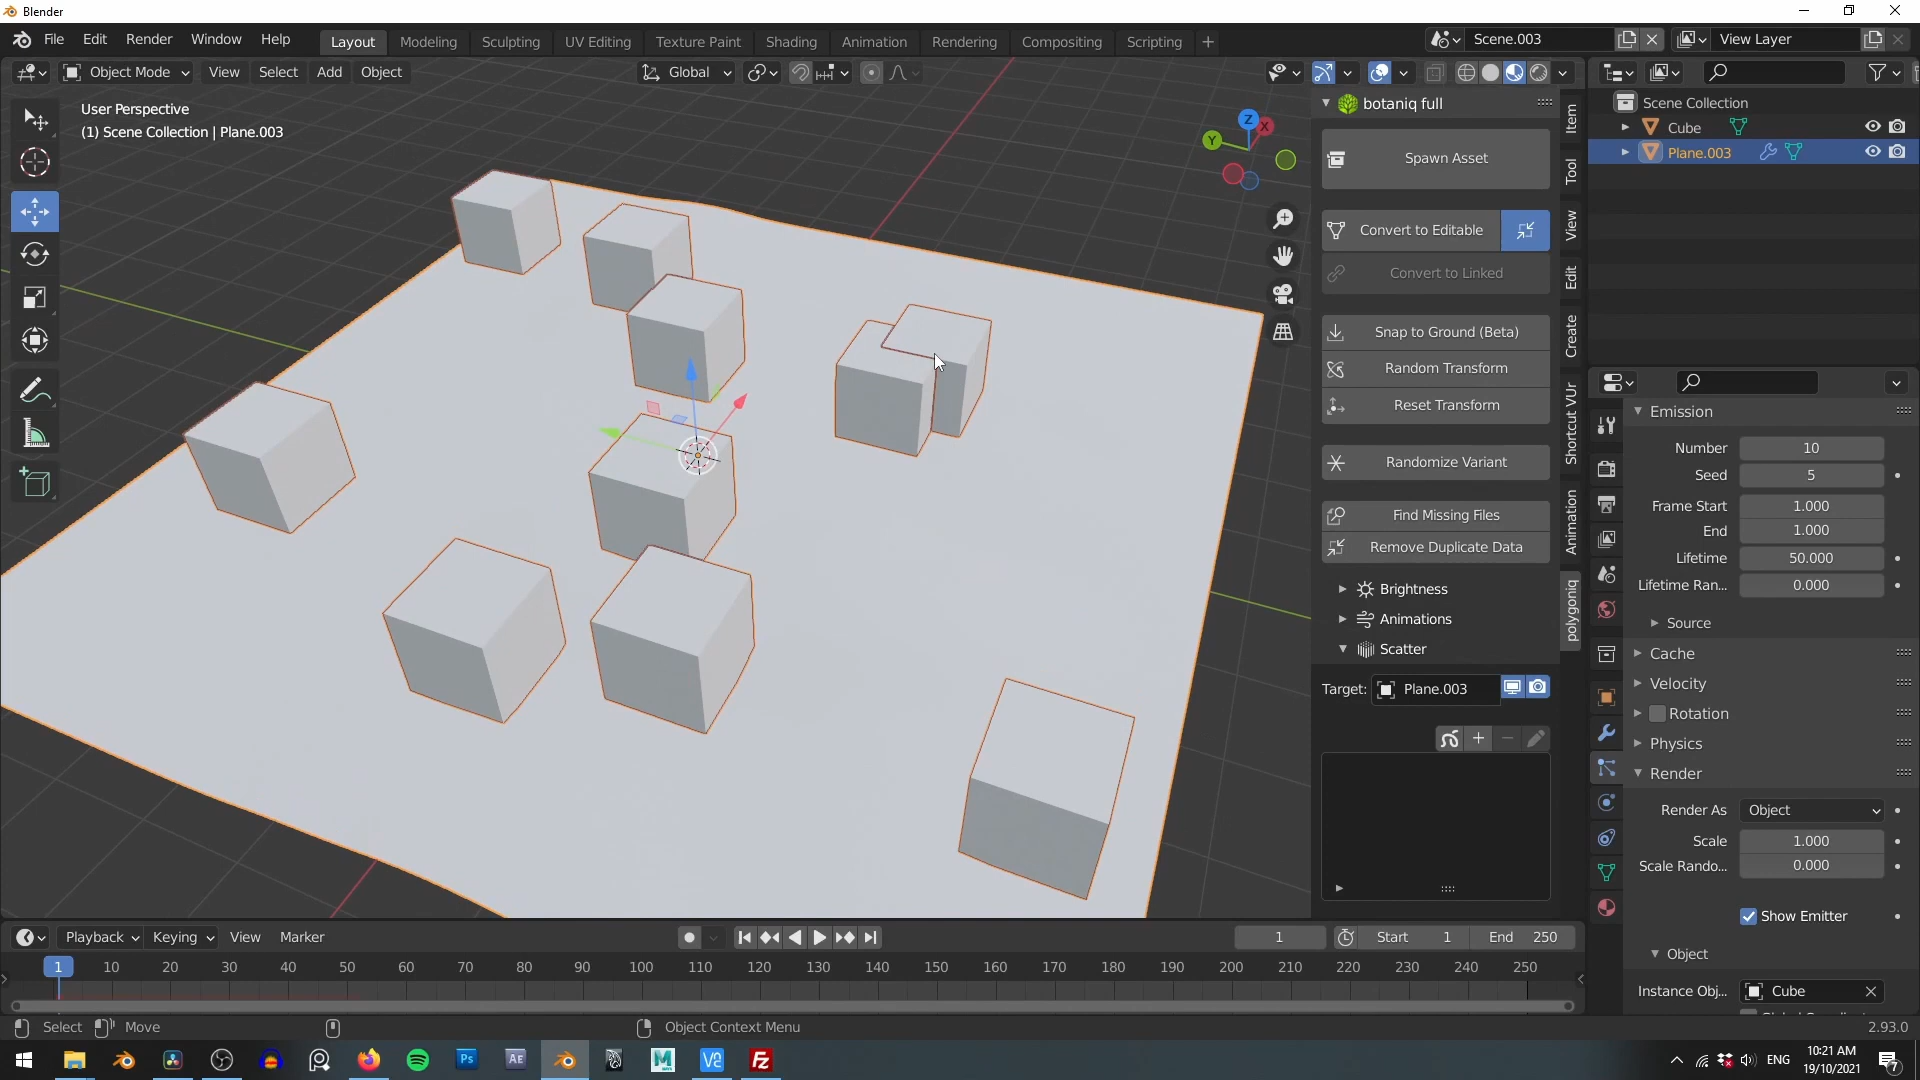 Blender
File Edit Render Window Help
Layout Modeling Sculpting UV Editing Texture Paint Shading Animation Rendering Compositing Scripting +
Scene.003
View Layer
Object Mode View Select Add Object
Global
User Perspective
(1) Scene Collection | Plane.003
Z X Y
botaniq full
Spawn Asset
Convert to Editable
Convert to Linked
Snap to Ground (Beta)
Random Transform
Reset Transform
Randomize Variant
Find Missing Files
Remove Duplicate Data
Brightness
Animations
Scatter
Target: Plane.003
Item
Tool
View
Edit
Create
Shortcut VUr
Animation
polygoniq
Scene Collection
Cube
Plane.003
Emission
Number 10
Seed 5
Frame Start 1.000
End 1.000
Lifetime 50.000
Lifetime Ran... 0.000
Source
Cache
Velocity
Rotation
Physics
Render
Render As Object
Scale 1.000
Scale Rando... 0.000
Show Emitter
Object
Instance Obj... Cube
Playback Keying View Marker
1 Start 1 End 250
1 10 20 30 40 50 60 70 80 90 100 110 120 130 140 150 160 170 180 190 200 210 220 230 240 250
Select Move Object Context Menu 2.93.0
Ps Ae M VB Fz
ENG
10:21 AM
19/10/2021
7